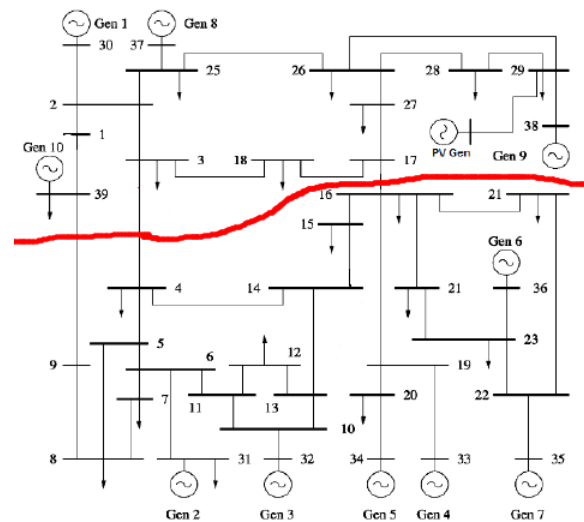 Gen 1 Gen 8
30 37
25 26 28 29
2
27
38
1
PV Gen Gen 9
Gen 10
3 18 17
39
16 21
15
Gen 6
4 14 21 36
5
23
12
9 6 19
7 11 13 20 22
10
8 31 32 34 33 35
Gen 2 Gen 3 Gen 5 Gen 4 Gen 7